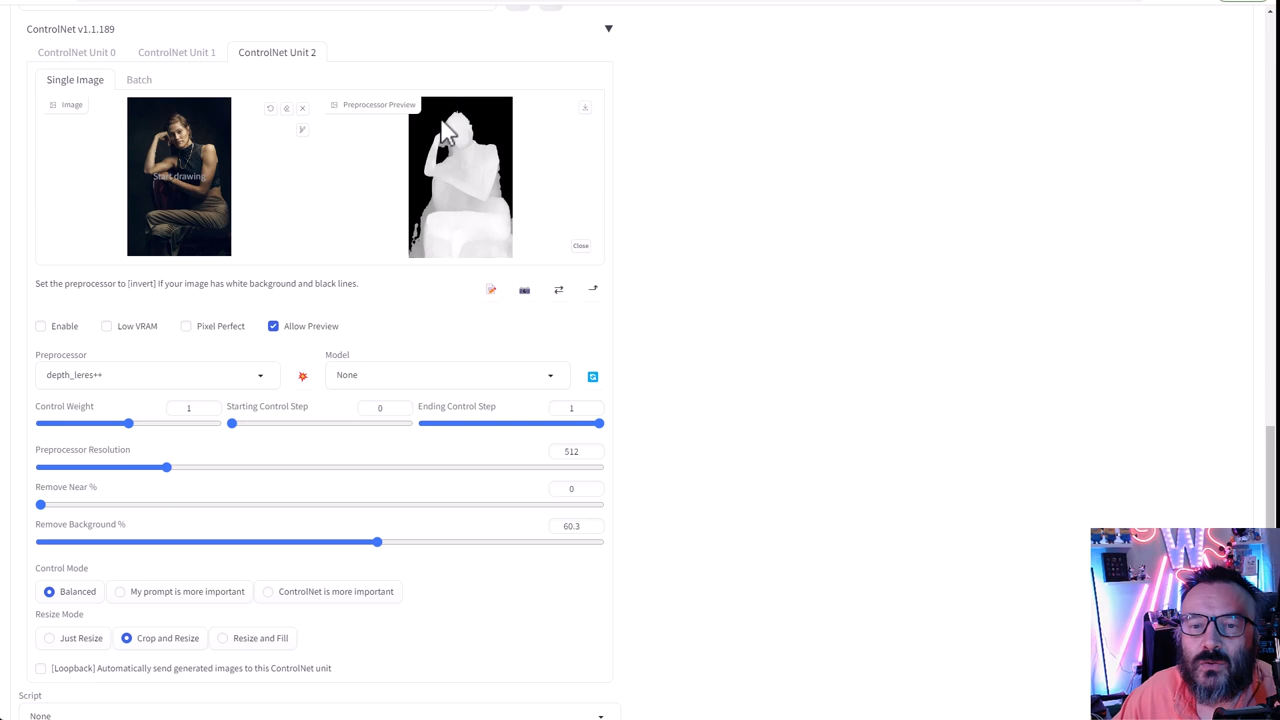 ControlNet v1.1.189
ControlNet Unit 0 ControlNet Unit 1 ControlNet Unit 2
Single Image Batch
Image Preprocessor Preview
Start drawing
Close
Set the preprocessor to [invert] If your image has white background and black lines.
Enable Low VRAM Pixel Perfect Allow Preview
Preprocessor Model
depth_leres++ None
Control Weight 1 Starting Control Step 0 Ending Control Step 1
Preprocessor Resolution 512
Remove Near % 0
Remove Background % 60.3
Control Mode
Balanced My prompt is more important ControlNet is more important
Resize Mode
Just Resize Crop and Resize Resize and Fill
[Loopback] Automatically send generated images to this ControlNet unit
Script
None